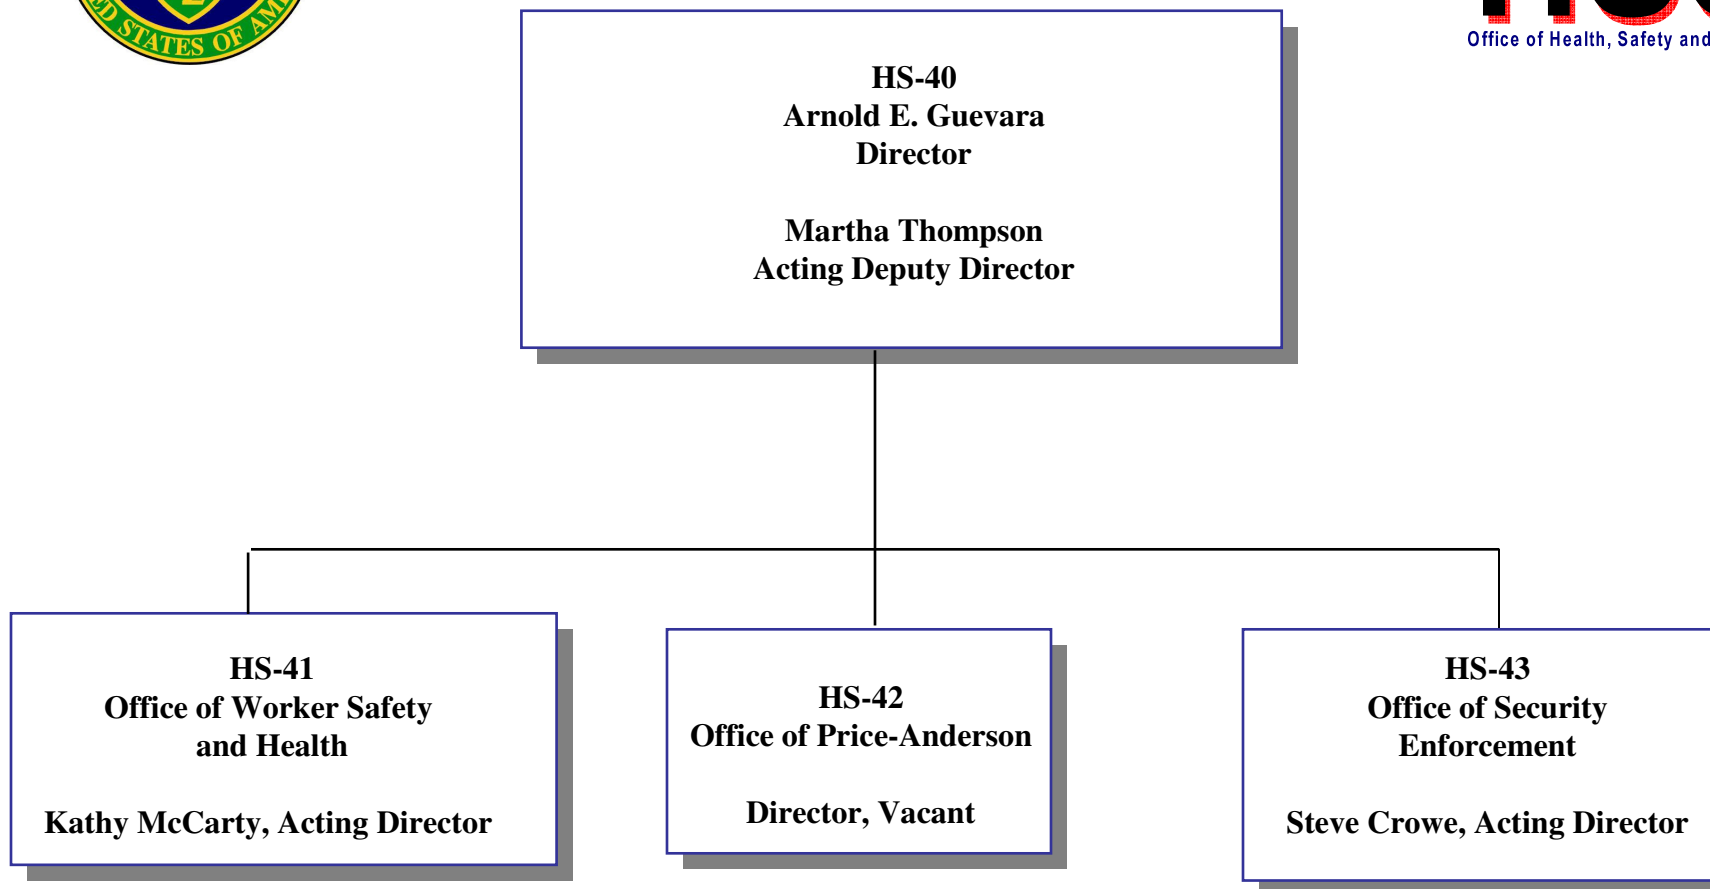 STATES OF
Office of Health, Safety and
HS-40
Arnold E. Guevara
Director
Martha Thompson
Acting Deputy Director
HS-41
Office of Worker Safety
and Health
Kathy McCarty, Acting Director
HS-42
Office of Price-Anderson
Director, Vacant
HS-43
Office of Security
Enforcement
Steve Crowe, Acting Director